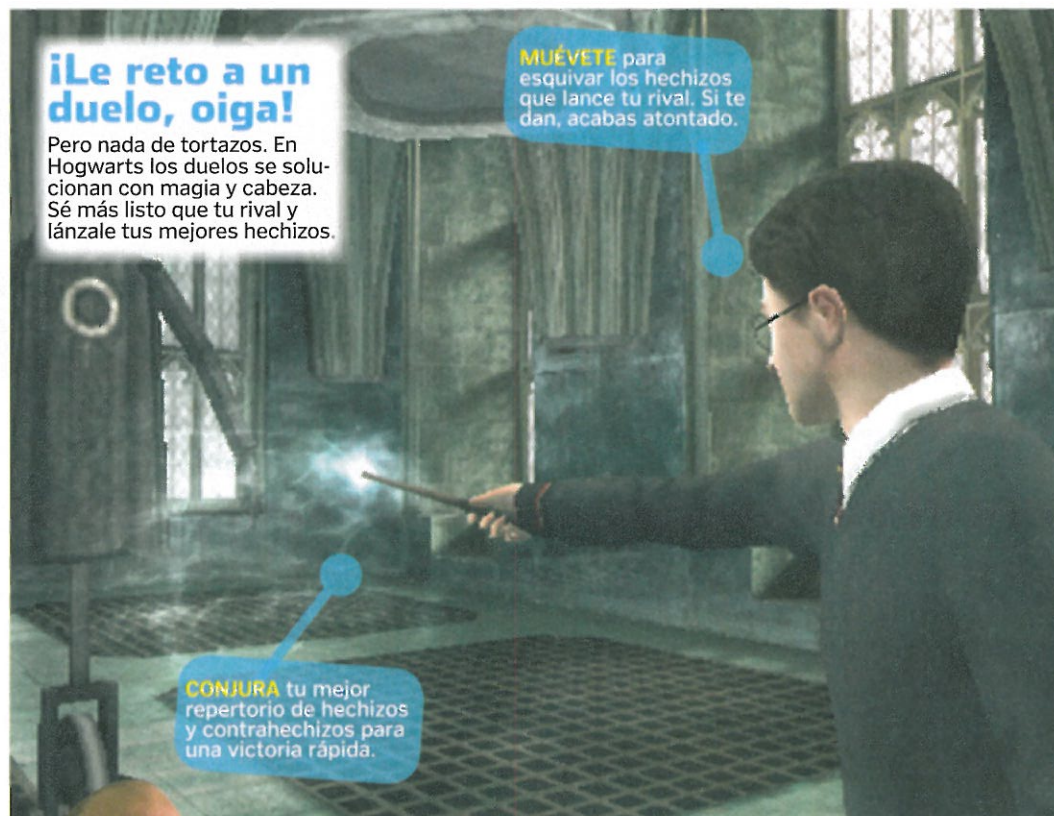 ¡Le reto a un
duelo, oiga!
Pero nada de tortazos. En
Hogwarts los duelos se solu-
cionan con magia y cabeza.
Sé más listo que tu rival y
lánzale tus mejores hechizos.
MUÉVETE para
esquivar los hechizos
que lance tu rival. Si te
dan, acabas atontado.
CONJURA tu mejor
repertorio de hechizos
y contrahechizos para
una victoria rápida.